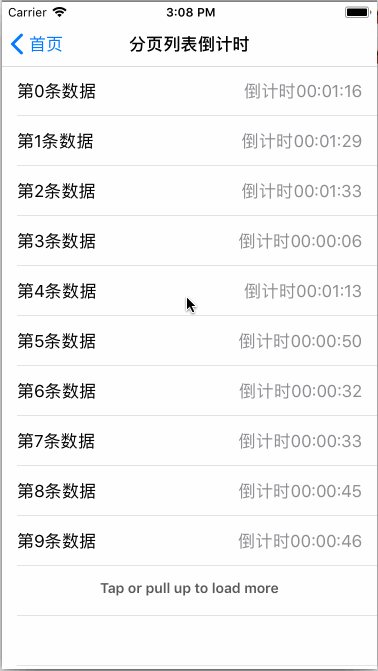 Carrier 3:08 PM
首页 分页列表倒计时
第0条数据 倒计时00:01:16
第1条数据 倒计时00:01:29
第2条数据 倒计时00:01:33
第3条数据 倒计时00:00:06
第4条数据 倒计时00:01:13
第5条数据 倒计时00:00:50
第6条数据 倒计时00:00:32
第7条数据 倒计时00:00:33
第8条数据 倒计时00:00:45
第9条数据 倒计时00:00:46
Tap or pull up to load more